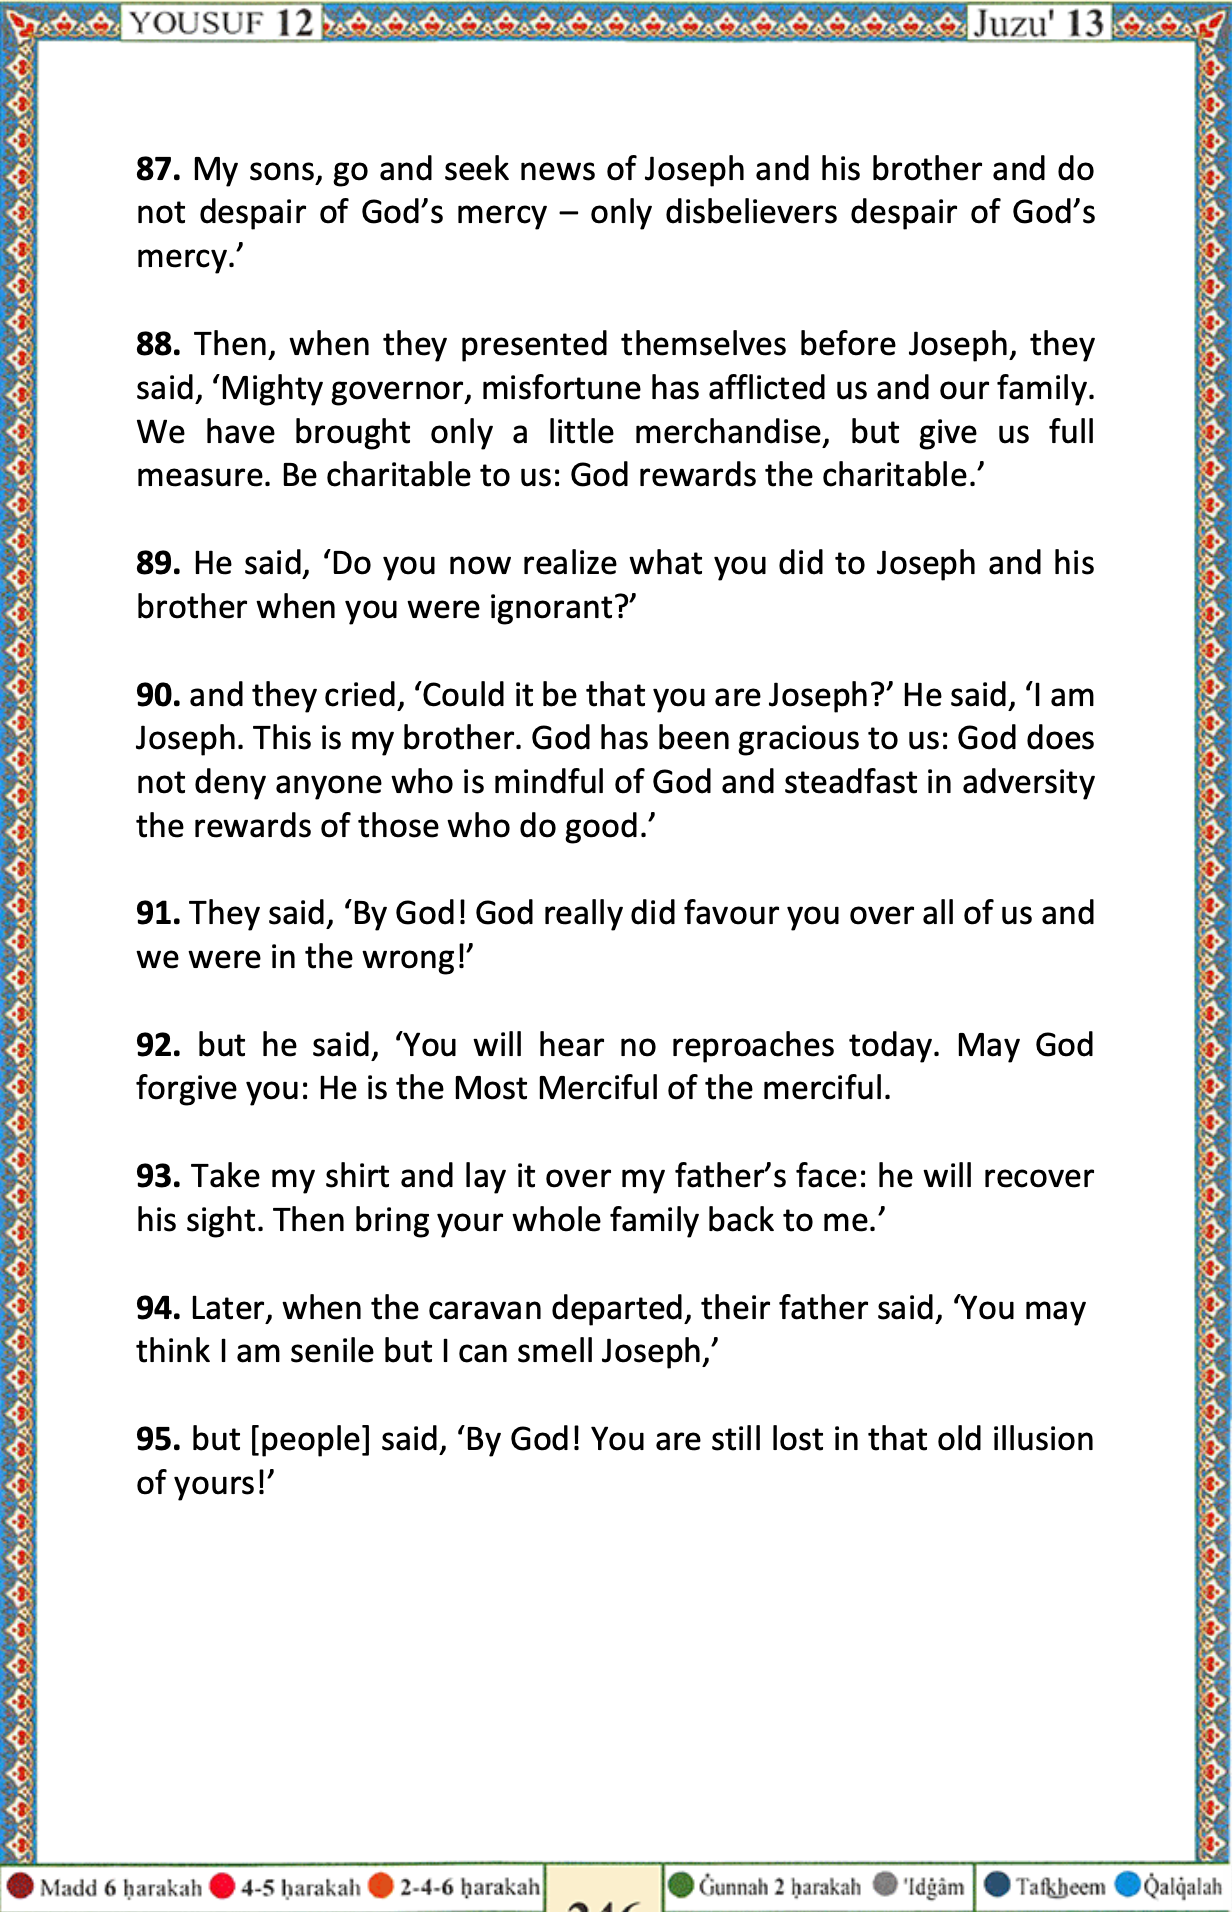 YOUSUF 12
Juzu' 13
87. My sons, go and seek news of Joseph and his brother and do
not despair of God’s mercy – only disbelievers despair of God’s
mercy.’
88. Then, when they presented themselves before Joseph, they
said, ‘Mighty governor, misfortune has afflicted us and our family.
We have brought only a little merchandise, but give us full
measure. Be charitable to us: God rewards the charitable.’
89. He said, ‘Do you now realize what you did to Joseph and his
brother when you were ignorant?’
90. and they cried, ‘Could it be that you are Joseph?’ He said, ‘I am
Joseph. This is my brother. God has been gracious to us: God does
not deny anyone who is mindful of God and steadfast in adversity
the rewards of those who do good.’
91. They said, ‘By God! God really did favour you over all of us and
we were in the wrong!’
92. but he said, ‘You will hear no reproaches today. May God
forgive you: He is the Most Merciful of the merciful.
93. Take my shirt and lay it over my father’s face: he will recover
his sight. Then bring your whole family back to me.’
94. Later, when the caravan departed, their father said, ‘You may
think I am senile but I can smell Joseph,’
95. but [people] said, ‘By God! You are still lost in that old illusion
of yours!’
Madd 6 ḥarakah 4-5 ḥarakah 2-4-6 ḥarakah 246 Ġunnah 2 ḥarakah 'Idġâm Tafkheem Q̇alq̇alah